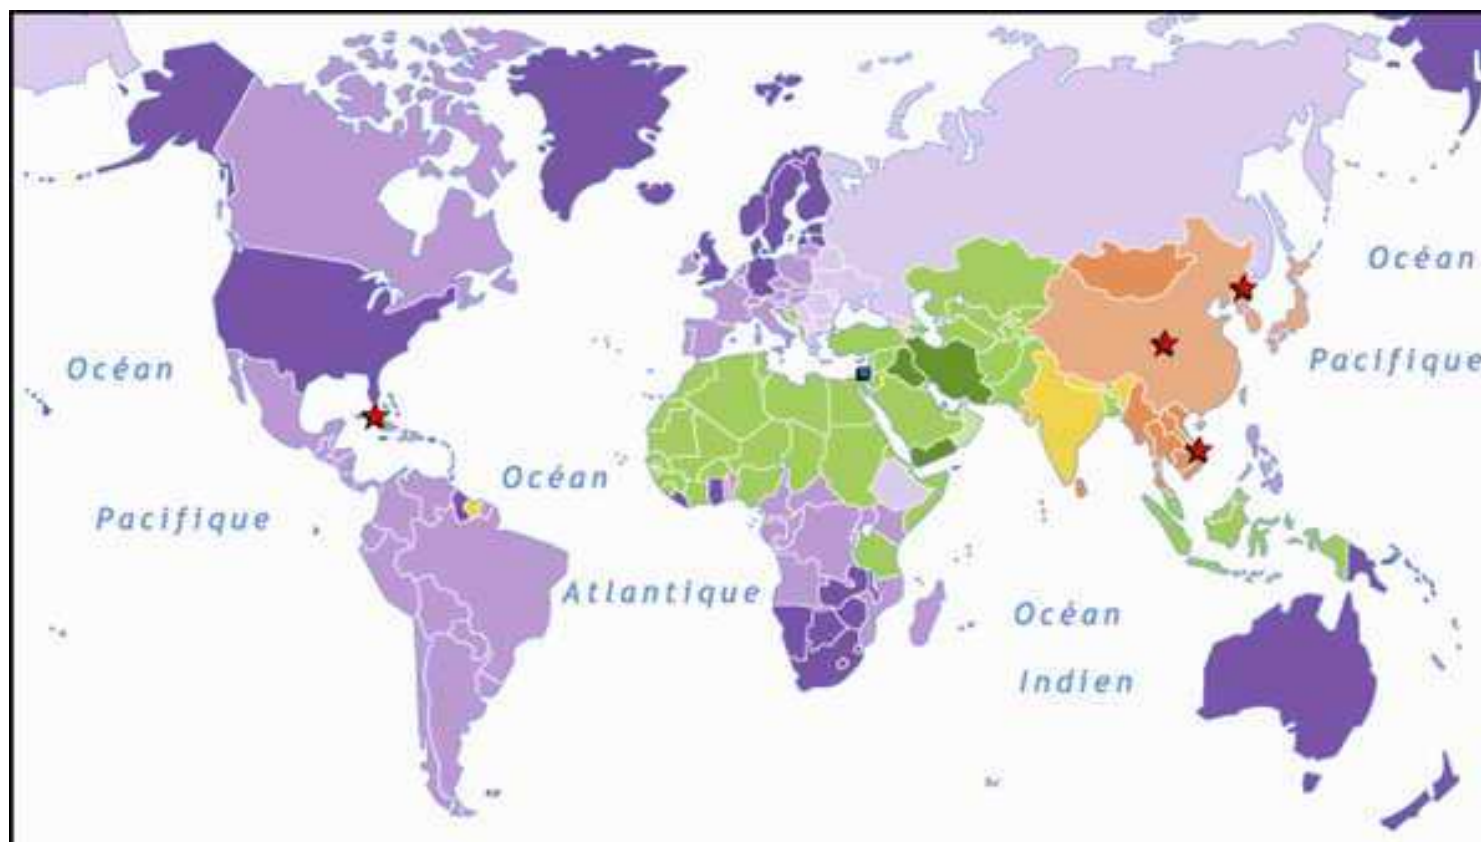 Océan
Pacifique
Océan
Atlantique
Océan
Indien
Océan
Pacifique